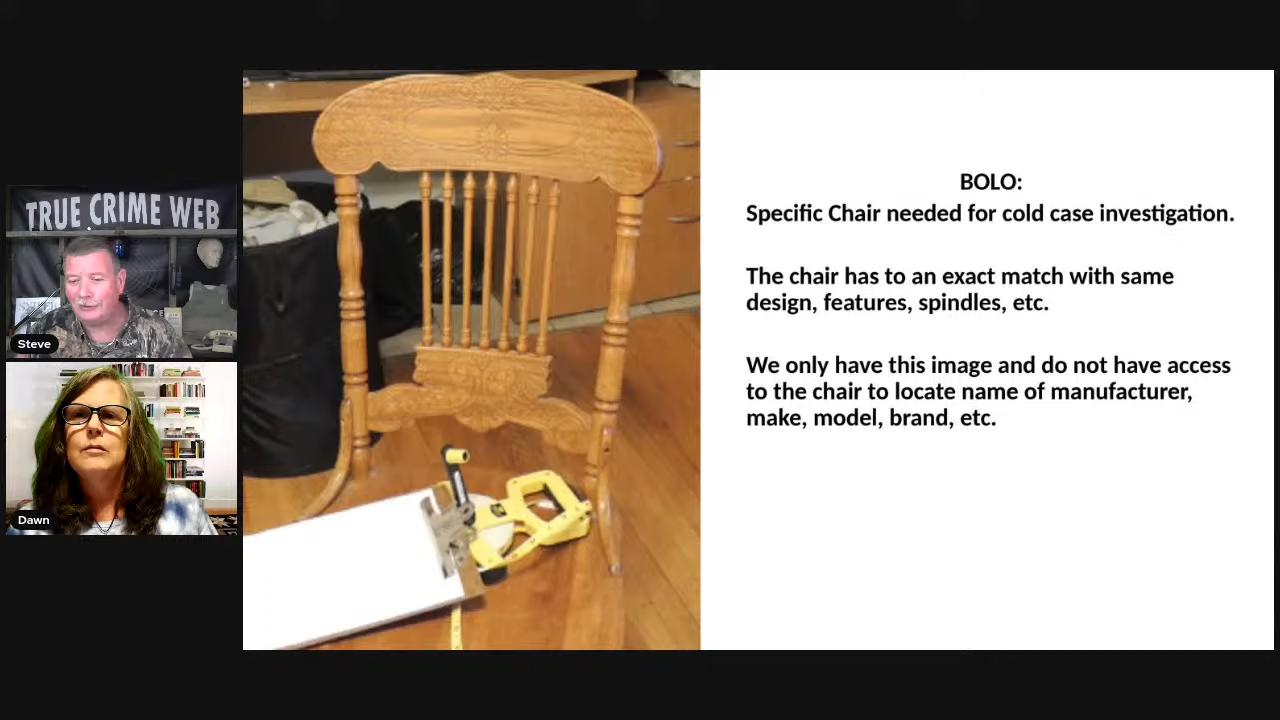 TRUE CRIME WEB
Steve
Dawn
BOLO:
Specific Chair needed for cold case investigation.
The chair has to an exact match with same
design, features, spindles, etc.
We only have this image and do not have access
to the chair to locate name of manufacturer,
make, model, brand, etc.